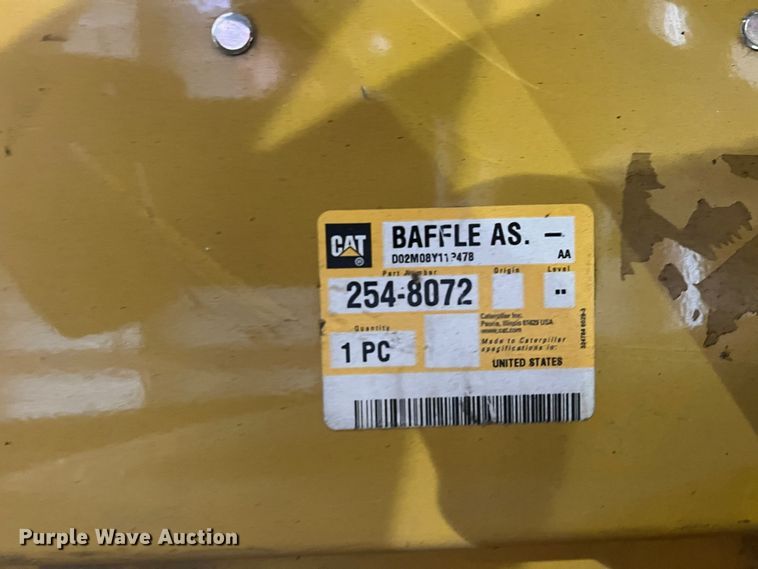 CAT
®
BAFFLE AS. –
D02M08Y11P478 AA
Part Number Origin Level
254-8072 ..
Caterpillar Inc.
Peoria, Illinois 61629 USA
www.cat.com
Quantity
1 PC
Made to Caterpillar
specifications in:
UNITED STATES
Purple Wave Auction